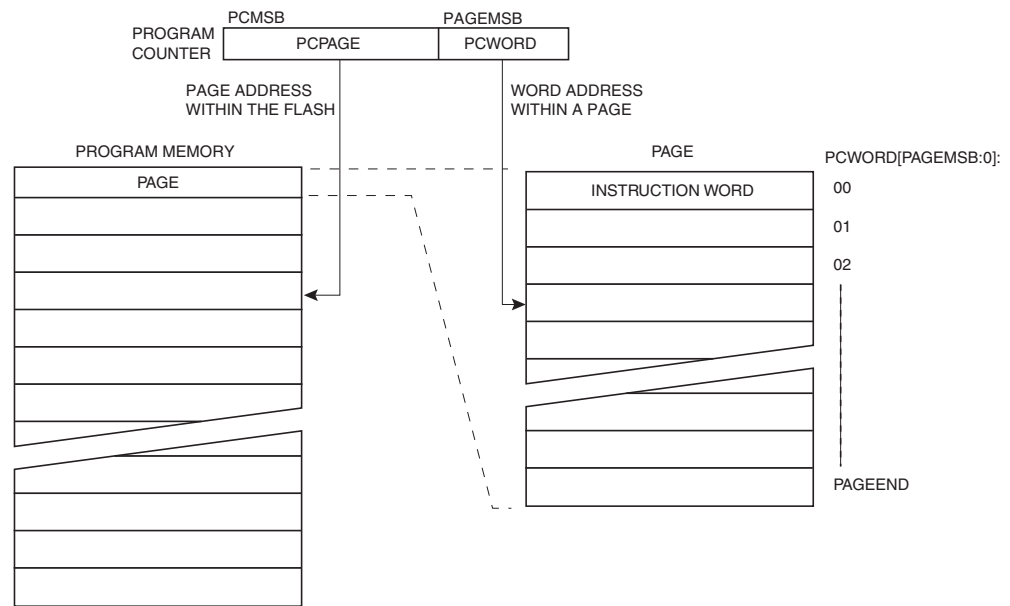 PCMSB
PAGEMSB
PROGRAM
COUNTER
PCPAGE
PCWORD
PAGE ADDRESS
WITHIN THE FLASH
WORD ADDRESS
WITHIN A PAGE
PROGRAM MEMORY
PAGE
PAGE
INSTRUCTION WORD
PCWORD[PAGEMSB:0]:
00
01
02
PAGEEND